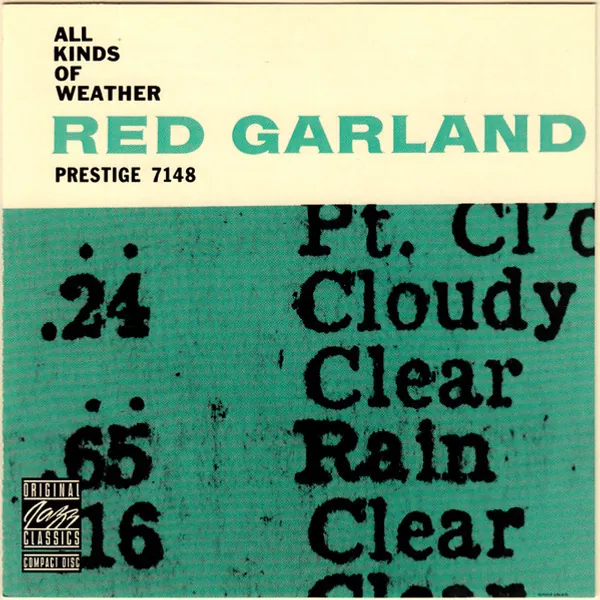 ALL
KINDS
OF
WEATHER
RED GARLAND
PRESTIGE 7148
Pt. Cl'd
.24 Cloudy
Clear
.65 Rain
16 Clear
Clear
ORIGINAL
Jazz
CLASSICS
COMPACT DISC